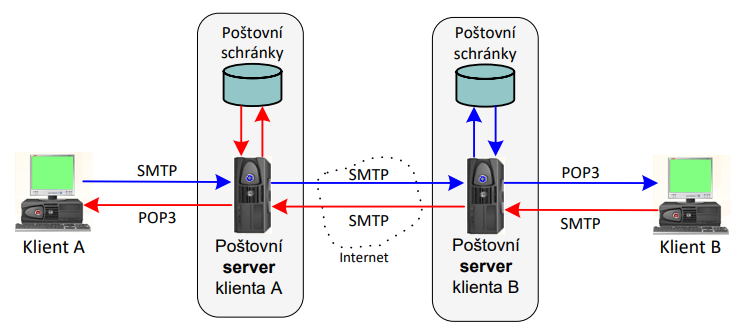 Poštovní
schránky
Poštovní
schránky
SMTP
SMTP
POP3
POP3
SMTP
SMTP
Klient A
Poštovní
server
klienta A
Internet
Poštovní
server
klienta B
Klient B